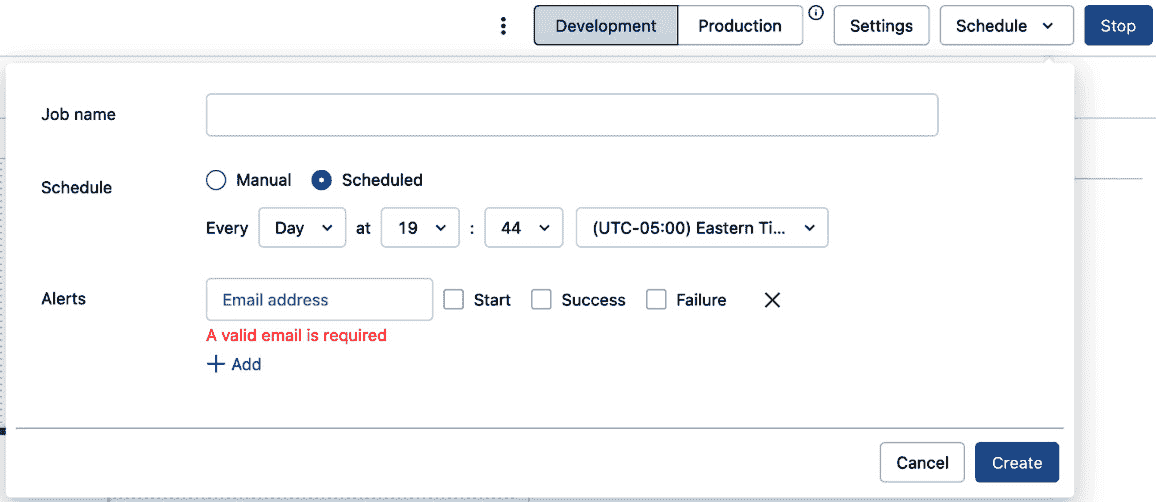 Development Production Settings Schedule Stop
Job name
Schedule Manual Scheduled
Every Day at 19 : 44 (UTC-05:00) Eastern Ti...
Alerts Email address Start Success Failure
A valid email is required
Add
Cancel Create